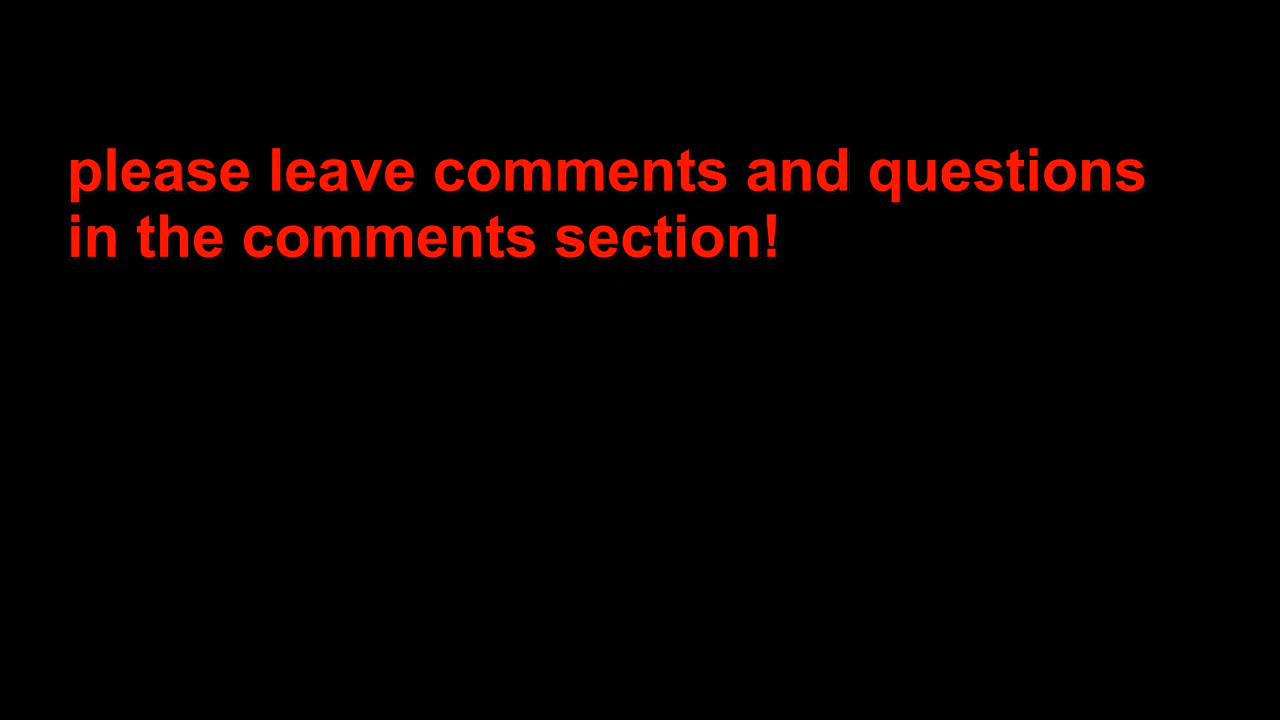 please leave comments and questions
in the comments section!